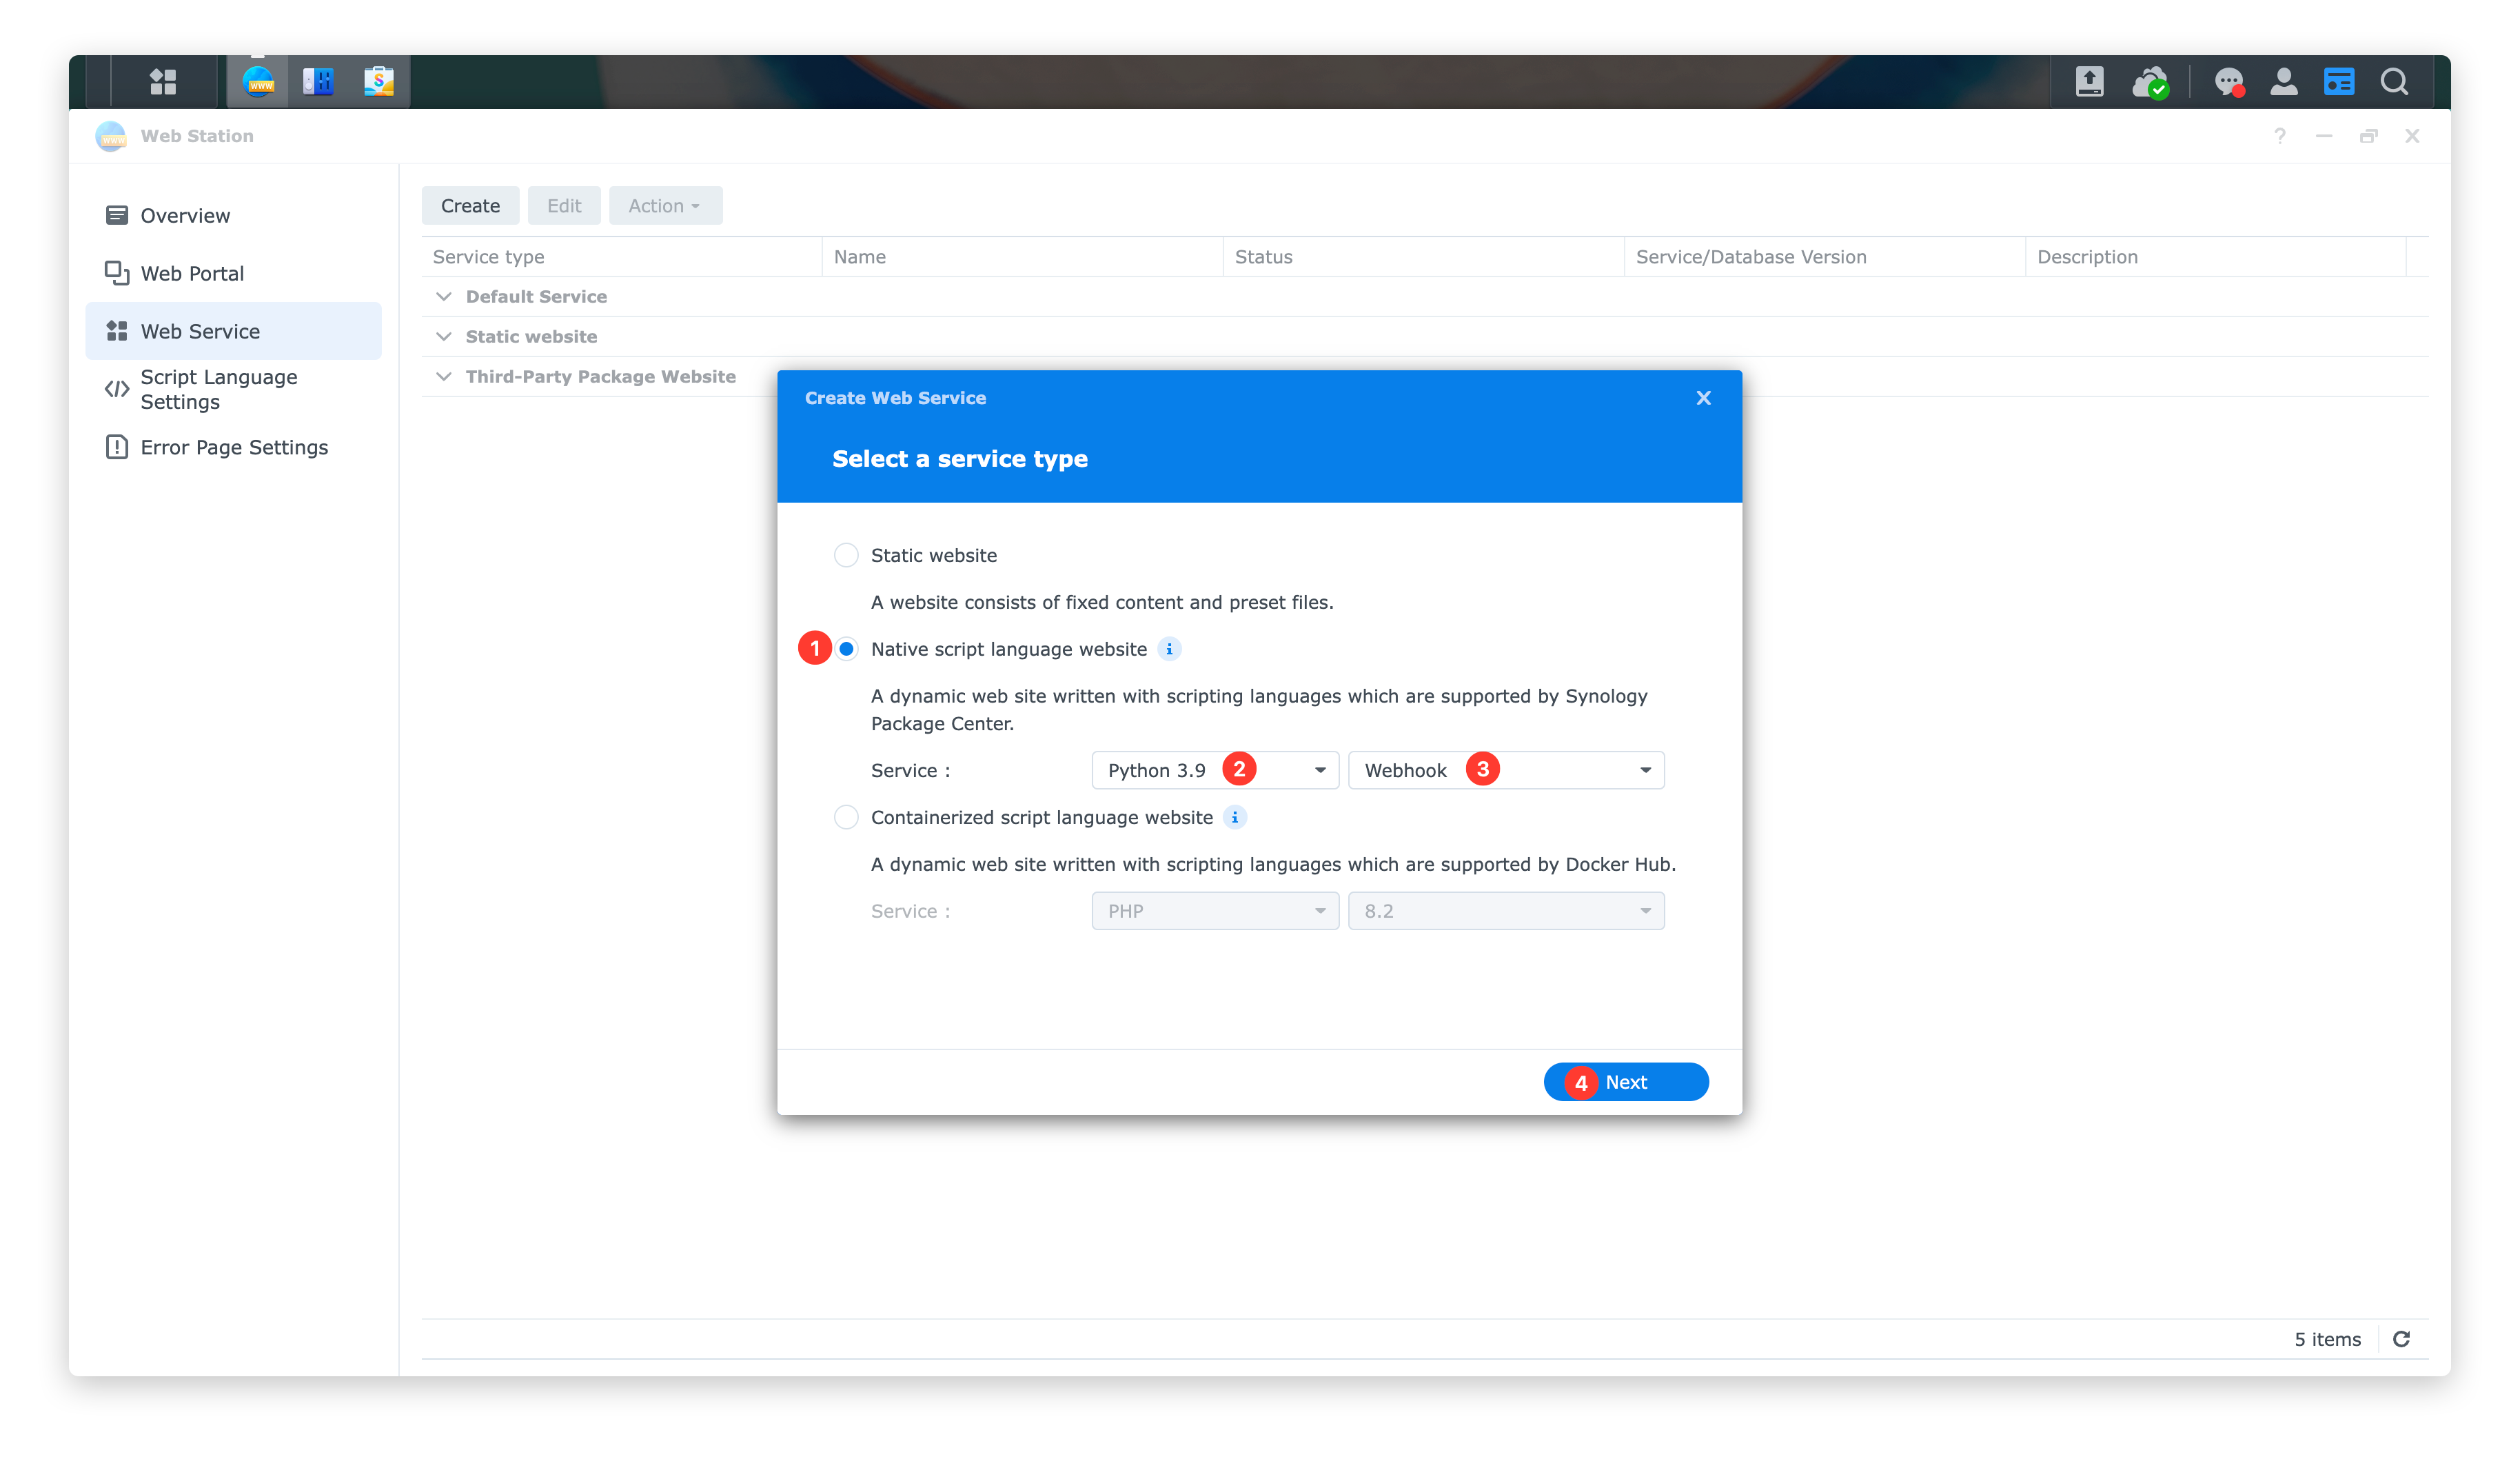 www
Web Station
?
Overview
Web Portal
Web Service
Script Language
Settings
Error Page Settings
Create
Edit
Action
Service type
Name
Status
Service/Database Version
Description
Default Service
Static website
Third-Party Package Website
Create Web Service
X
Select a service type
Static website
A website consists of fixed content and preset files.
1
Native script language website i
A dynamic web site written with scripting languages which are supported by Synology
Package Center.
Service :
Python 3.9
2
Webhook
3
Containerized script language website i
A dynamic web site written with scripting languages which are supported by Docker Hub.
Service :
PHP
8.2
4
Next
5 items